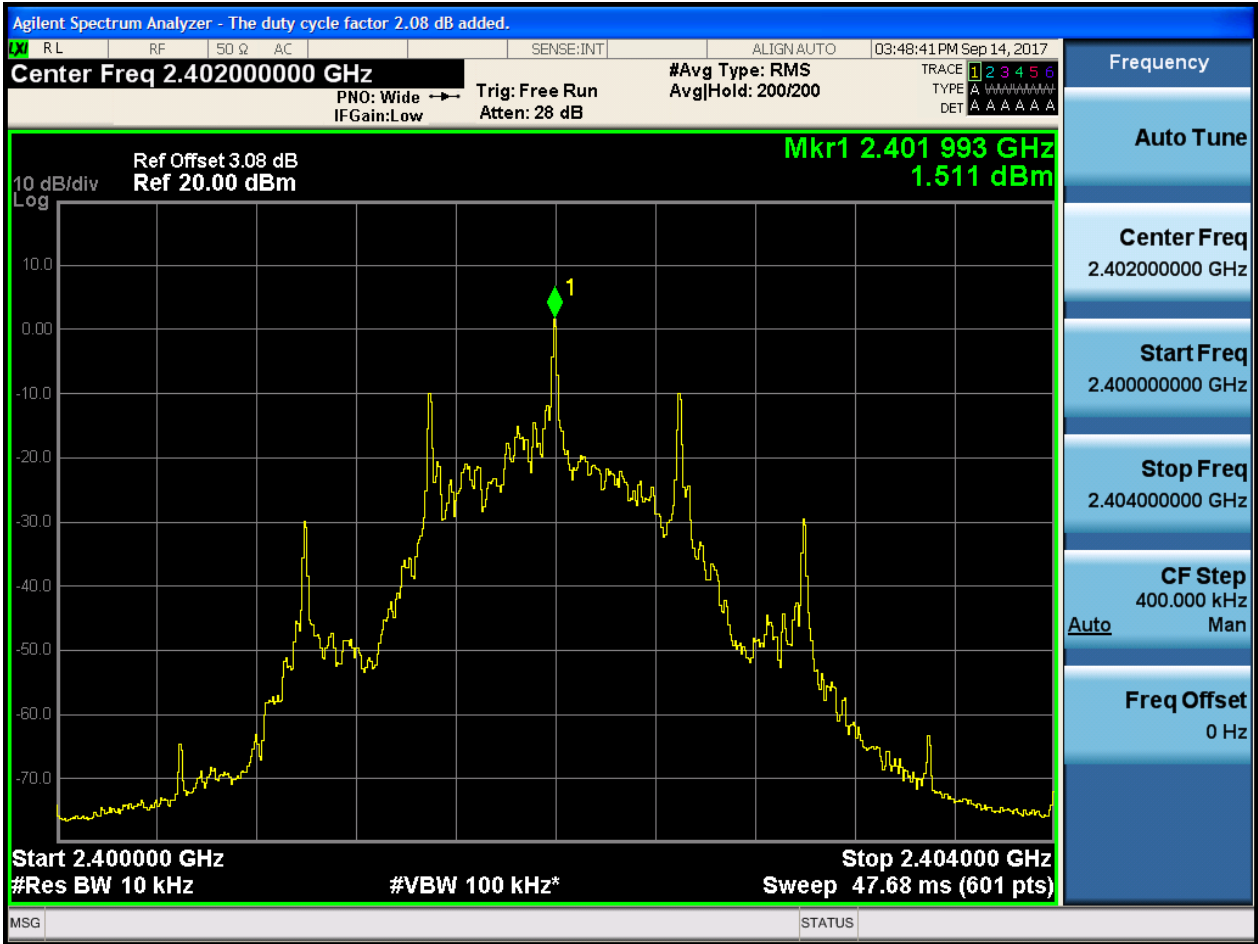 Agilent Spectrum Analyzer - The duty cycle factor 2.08 dB added.
LXI RL RF 50 Ω AC SENSE:INT ALIGNAUTO 03:48:41PM Sep 14, 2017
Center Freq 2.402000000 GHz
PNO: Wide
IFGain:Low
Trig: Free Run
Atten: 28 dB
#Avg Type: RMS
Avg|Hold: 200/200
TRACE 1 2 3 4 5 6
TYPE A WWWWWW
DET A A A A A A
Ref Offset 3.08 dB
10 dB/div Ref 20.00 dBm
Log
Mkr1 2.401 993 GHz
1.511 dBm
1
10.0
0.00
-10.0
-20.0
-30.0
-40.0
-50.0
-60.0
-70.0
Start 2.400000 GHz
Stop 2.404000 GHz
#Res BW 10 kHz
#VBW 100 kHz*
Sweep 47.68 ms (601 pts)
MSG
STATUS
Frequency
Auto Tune
Center Freq
2.402000000 GHz
Start Freq
2.400000000 GHz
Stop Freq
2.404000000 GHz
CF Step
400.000 kHz
Auto Man
Freq Offset
0 Hz